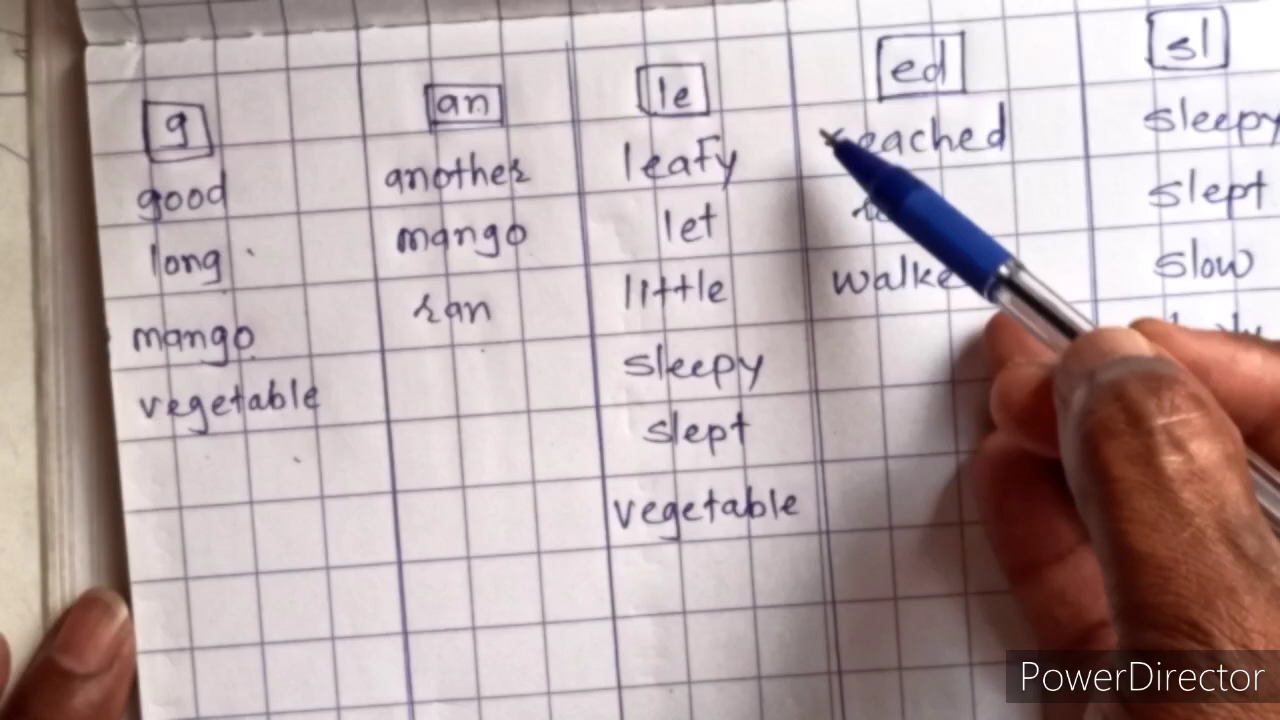 g
good
long
mango
vegetable
an
another
mango
ran
le
leafy
let
little
sleepy
slept
vegetable
ed
reached
sl
sleepy
slept
slow
PowerDirector